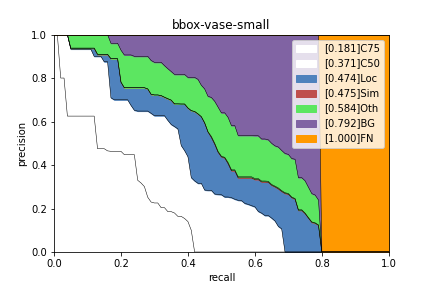 bbox-vase-small
1.0
0.8
0.6
0.4
0.2
0.0
precision
0.0 0.2 0.4 0.6 0.8 1.0
recall
[0.181]C75
[0.371]C50
[0.474]Loc
[0.475]Sim
[0.584]Oth
[0.792]BG
[1.000]FN